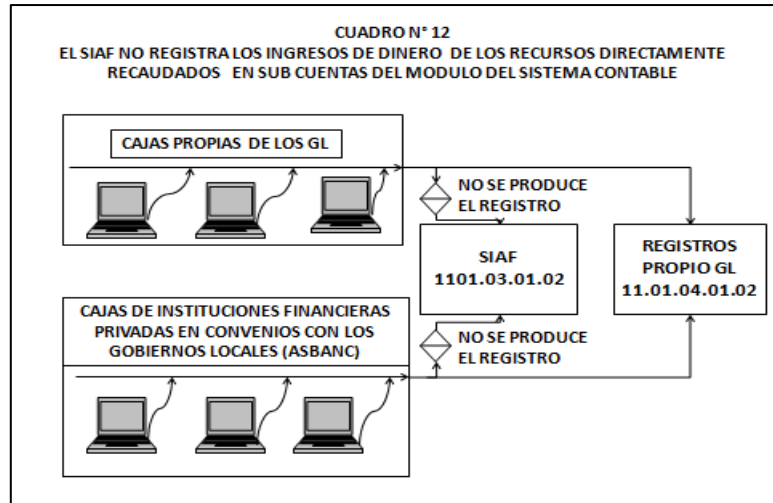 CUADRO N° 12
EL SIAF NO REGISTRA LOS INGRESOS DE DINERO DE LOS RECURSOS DIRECTAMENTE
RECAUDADOS EN SUB CUENTAS DEL MODULO DEL SISTEMA CONTABLE
CAJAS PROPIAS DE LOS GL
NO SE PRODUCE
EL REGISTRO
SIAF
1101.03.01.02
REGISTROS
PROPIO GL
11.01.04.01.02
CAJAS DE INSTITUCIONES FINANCIERAS
PRIVADAS EN CONVENIOS CON LOS
GOBIERNOS LOCALES (ASBANC)
NO SE PRODUCE
EL REGISTRO